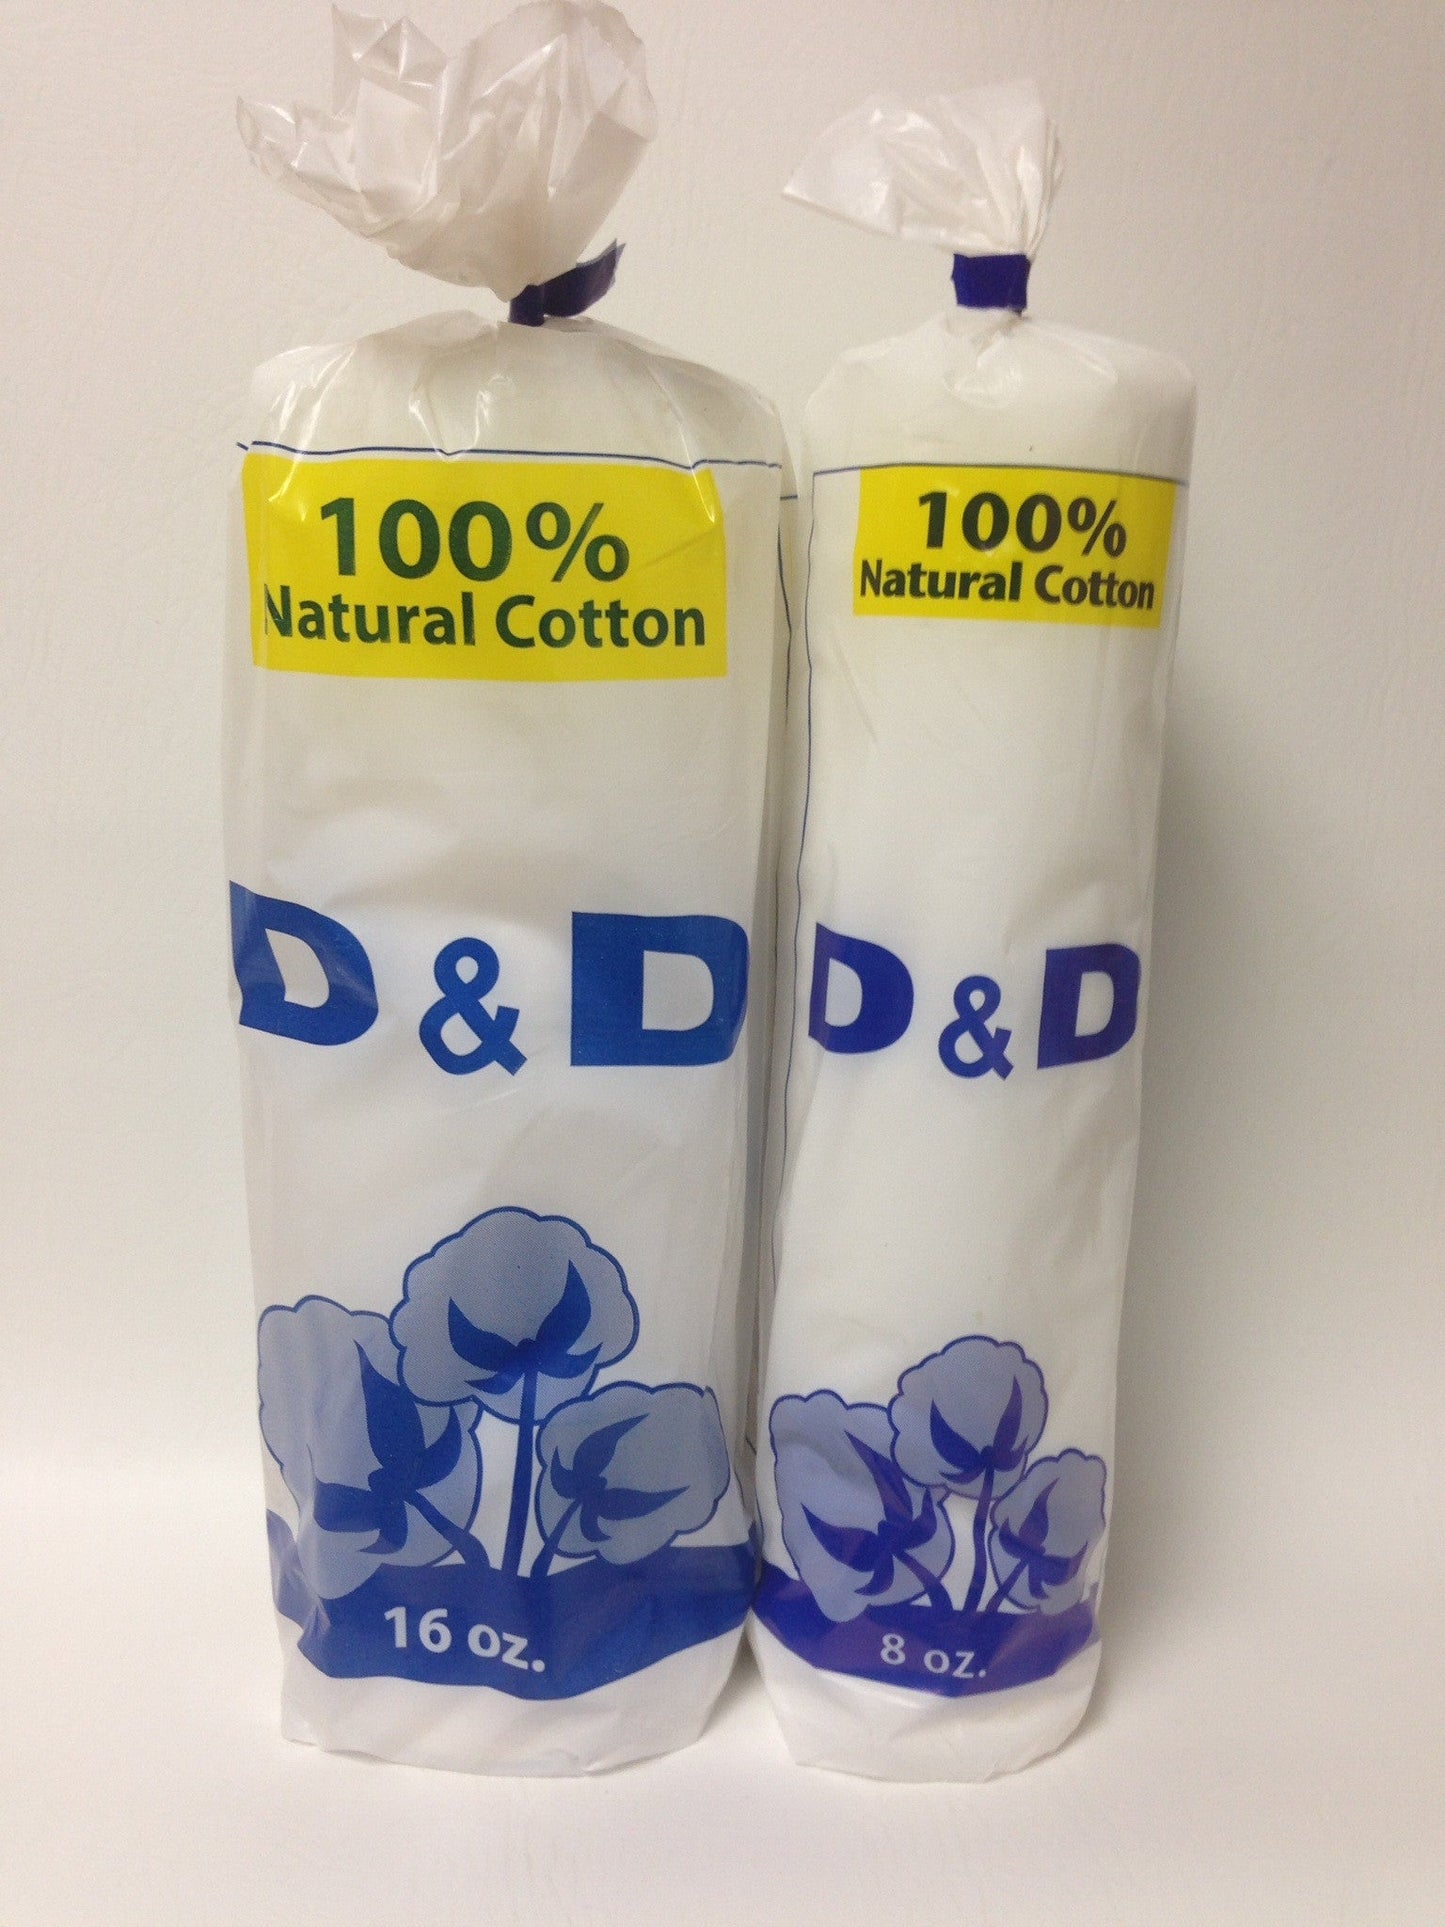 100%
Natural Cotton
D & D
16 oz.
100%
Natural Cotton
D & D
8 oz.